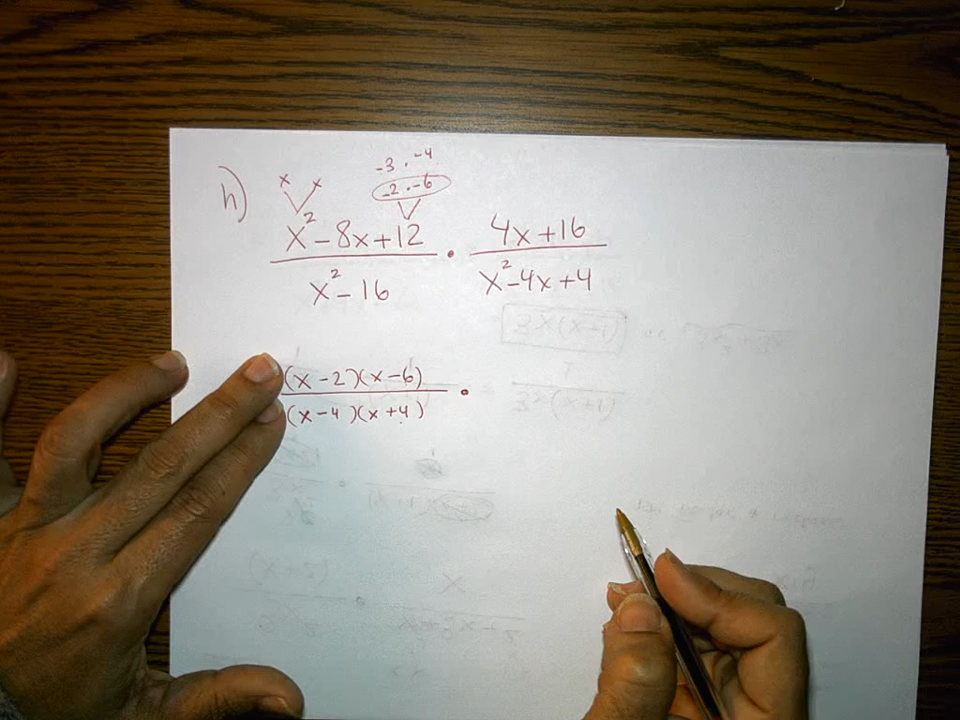 -3 · -4
x x -2 · -6
h) x² - 8x + 12 / x² - 16 · 4x + 16 / x² - 4x + 4
(x - 2)(x - 6) / (x - 4)(x + 4) ·